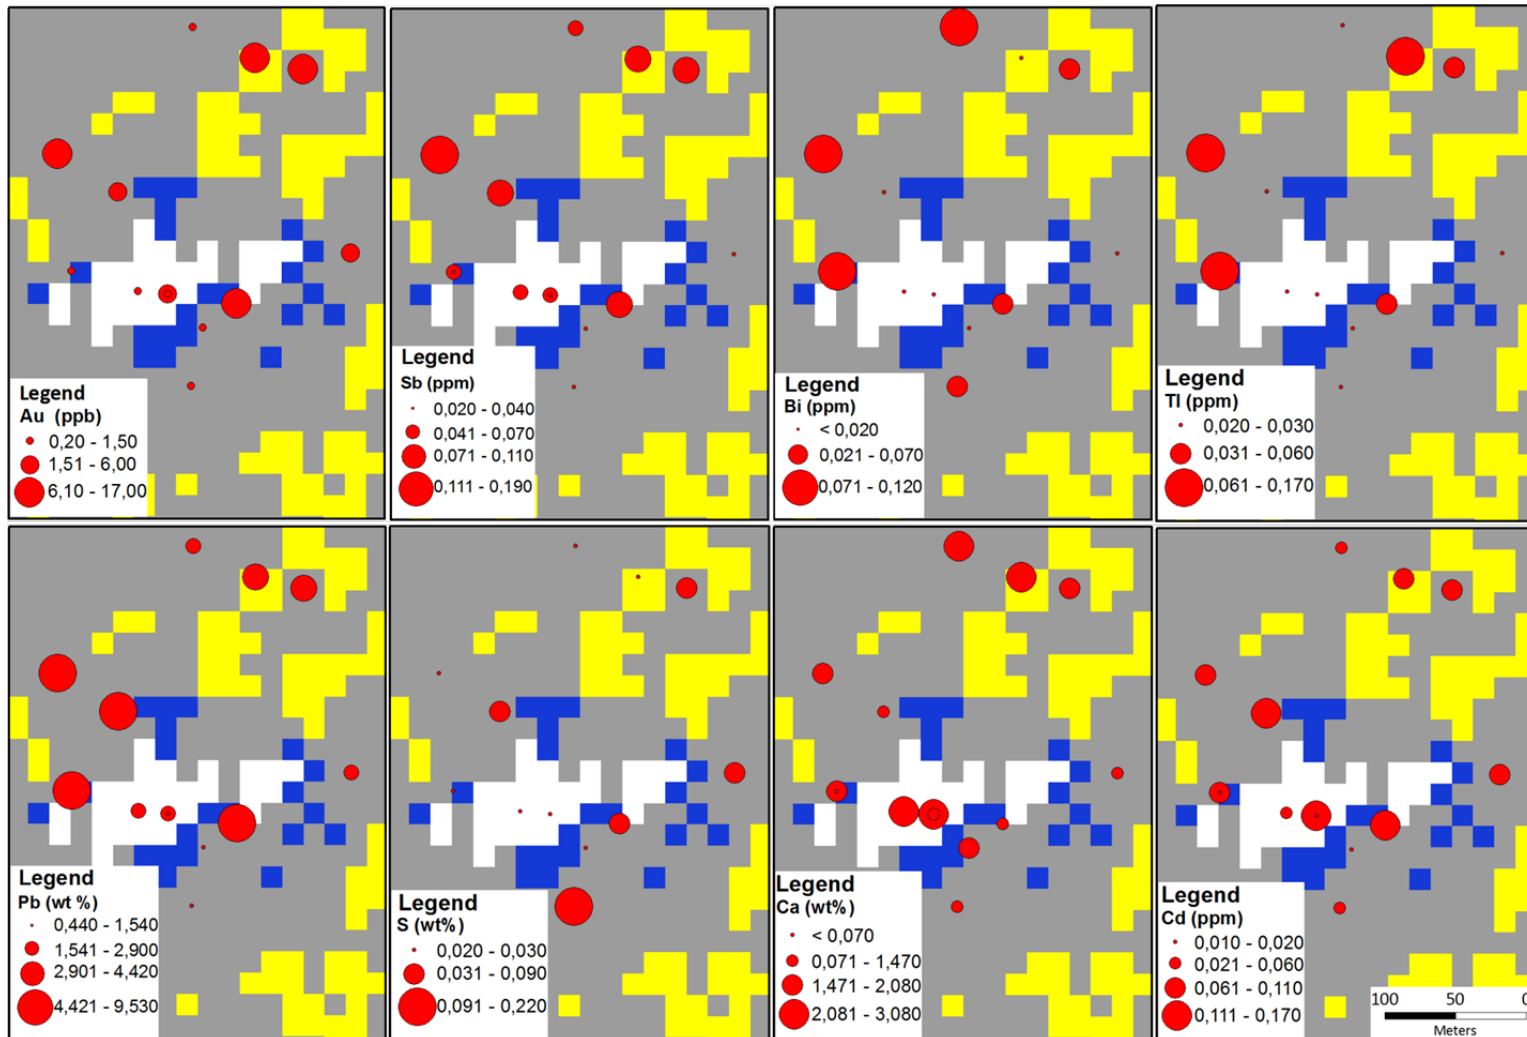 Legend
Au (ppb)
0,20 - 1,50
1,51 - 6,00
6,10 - 17,00
Legend
Sb (ppm)
0,020 - 0,040
0,041 - 0,070
0,071 - 0,110
0,111 - 0,190
Legend
Bi (ppm)
< 0,020
0,021 - 0,070
0,071 - 0,120
Legend
Tl (ppm)
0,020 - 0,030
0,031 - 0,060
0,061 - 0,170
Legend
Pb (wt %)
0,440 - 1,540
1,541 - 2,900
2,901 - 4,420
4,421 - 9,530
Legend
S (wt%)
0,020 - 0,030
0,031 - 0,090
0,091 - 0,220
Legend
Ca (wt%)
< 0,070
0,071 - 1,470
1,471 - 2,080
2,081 - 3,080
Legend
Cd (ppm)
0,010 - 0,020
0,021 - 0,060
0,061 - 0,110
0,111 - 0,170
100 50 0
Meters